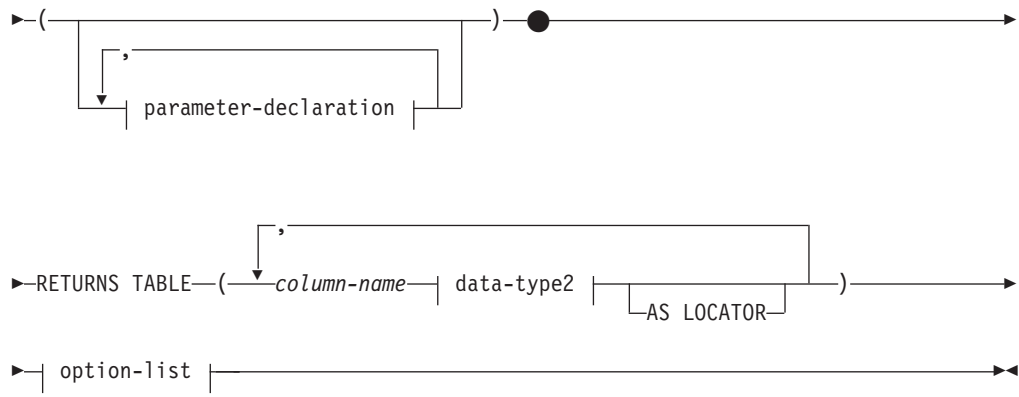 ( )
,
parameter-declaration
,
RETURNS TABLE ( column-name data-type2 )
AS LOCATOR
option-list